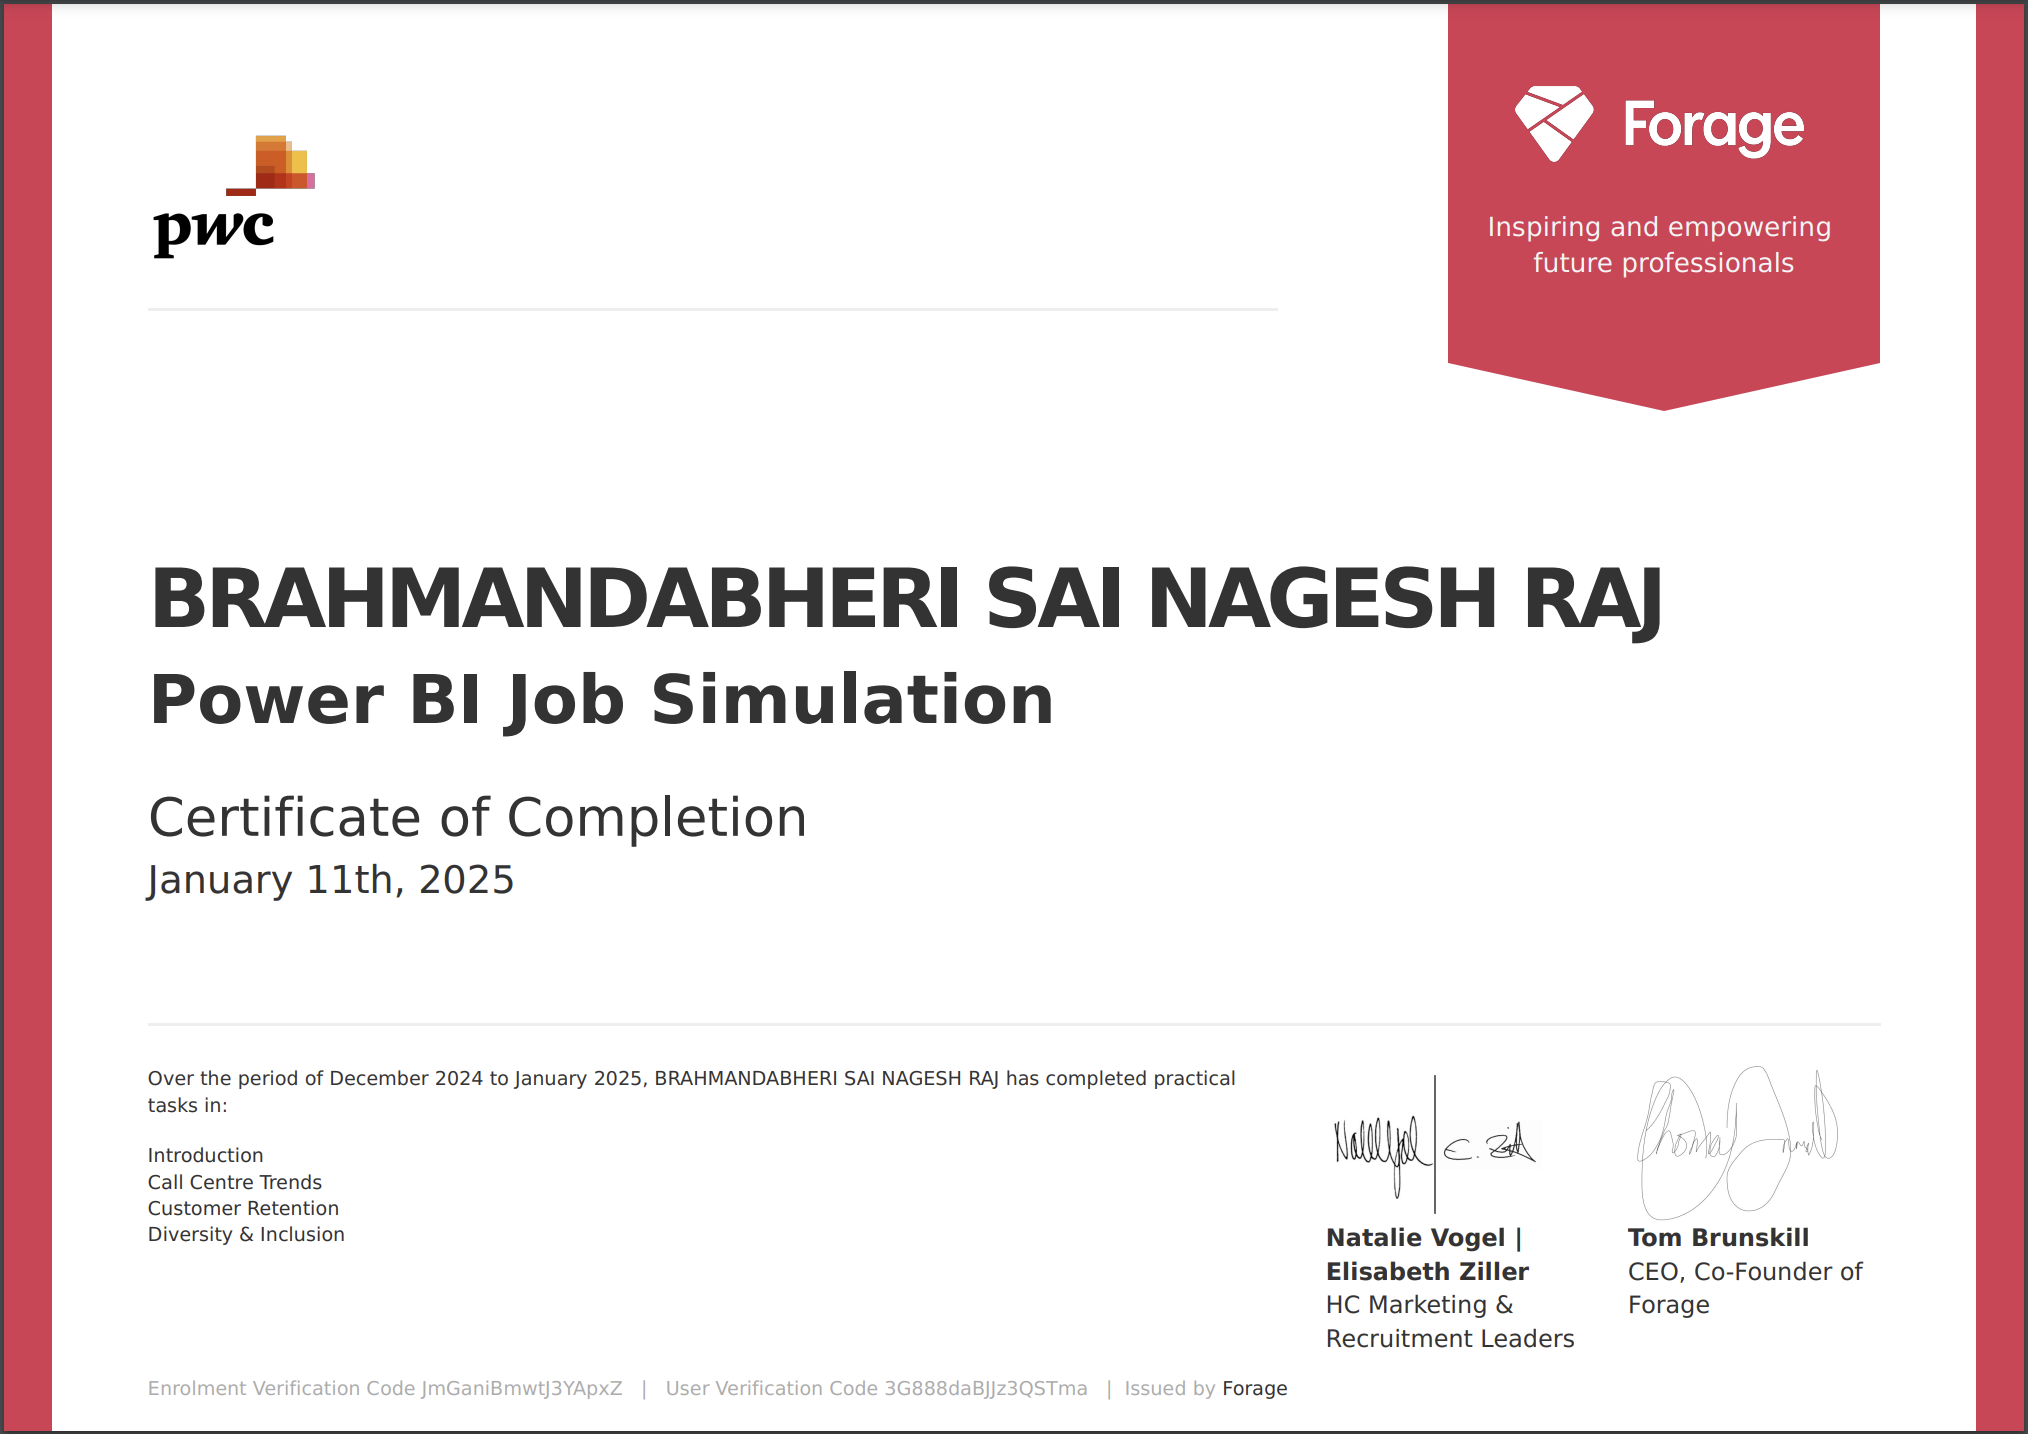 pwc
Forage
Inspiring and empowering
future professionals
BRAHMANDABHERI SAI NAGESH RAJ
Power BI Job Simulation
Certificate of Completion
January 11th, 2025
Over the period of December 2024 to January 2025, BRAHMANDABHERI SAI NAGESH RAJ has completed practical
tasks in:
Introduction
Call Centre Trends
Customer Retention
Diversity & Inclusion
Natalie Vogel |
Elisabeth Ziller
HC Marketing &
Recruitment Leaders
Tom Brunskill
CEO, Co-Founder of
Forage
Enrolment Verification Code JmGaniBmwtJ3YApxZ | User Verification Code 3G888daBJJz3QSTma | Issued by Forage